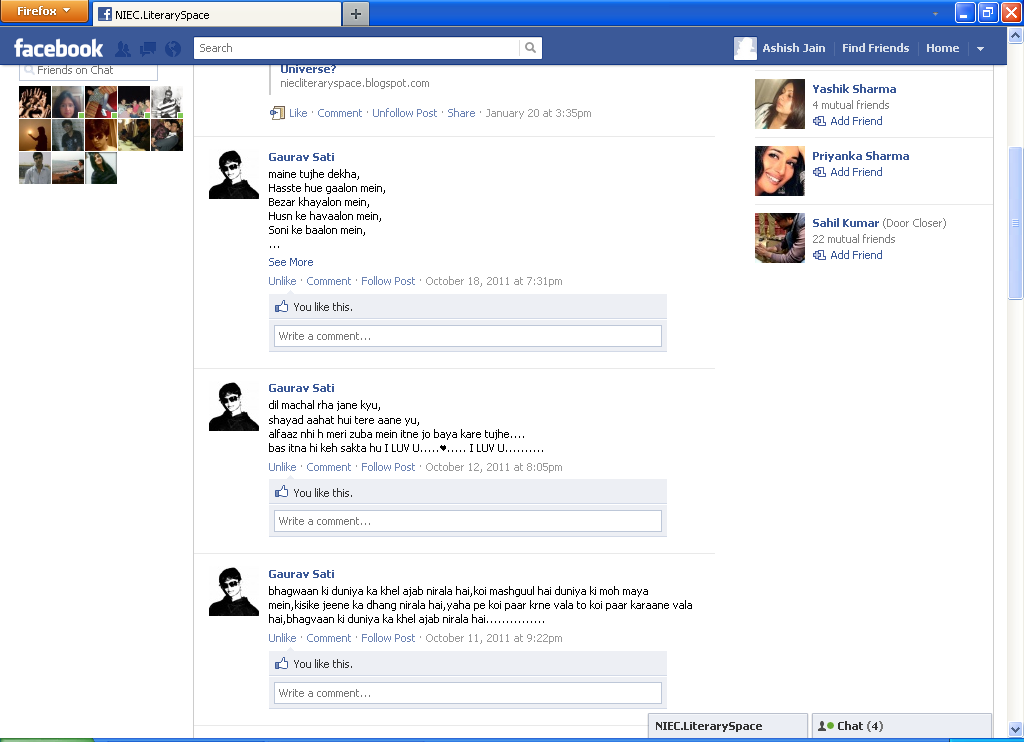 Firefox
NIEC.LiterarySpace
facebook
Search
Ashish Jain
Find Friends
Home
Friends on Chat
Universe?
niecliteraryspace.blogspot.com
Like · Comment · Unfollow Post · Share · January 20 at 3:35pm
Gaurav Sati
maine tujhe dekha,
Hasste hue gaalon mein,
Bezar khayalon mein,
Husn ke havaalon mein,
Soni ke baalon mein,
...
See More
Unlike · Comment · Follow Post · October 18, 2011 at 7:31pm
You like this.
Write a comment...
Gaurav Sati
dil machal rha jane kyu,
shayad aahat hui tere aane yu,
alfaaz nhi h meri zuba mein itne jo baya kare tujhe....
bas itna hi keh sakta hu I LUV U.....♥..... I LUV U..........
Unlike · Comment · Follow Post · October 12, 2011 at 8:05pm
You like this.
Write a comment...
Gaurav Sati
bhagwaan ki duniya ka khel ajab nirala hai,koi mashguul hai duniya ki moh maya
mein,kisike jeene ka dhang nirala hai,yaha pe koi paar krne vala to koi paar karaane vala
hai,bhagvaan ki duniya ka khel ajab nirala hai...............
Unlike · Comment · Follow Post · October 11, 2011 at 9:22pm
You like this.
Write a comment...
Yashik Sharma
4 mutual friends
Add Friend
Priyanka Sharma
Add Friend
Sahil Kumar (Door Closer)
22 mutual friends
Add Friend
NIEC.LiterarySpace
Chat (4)